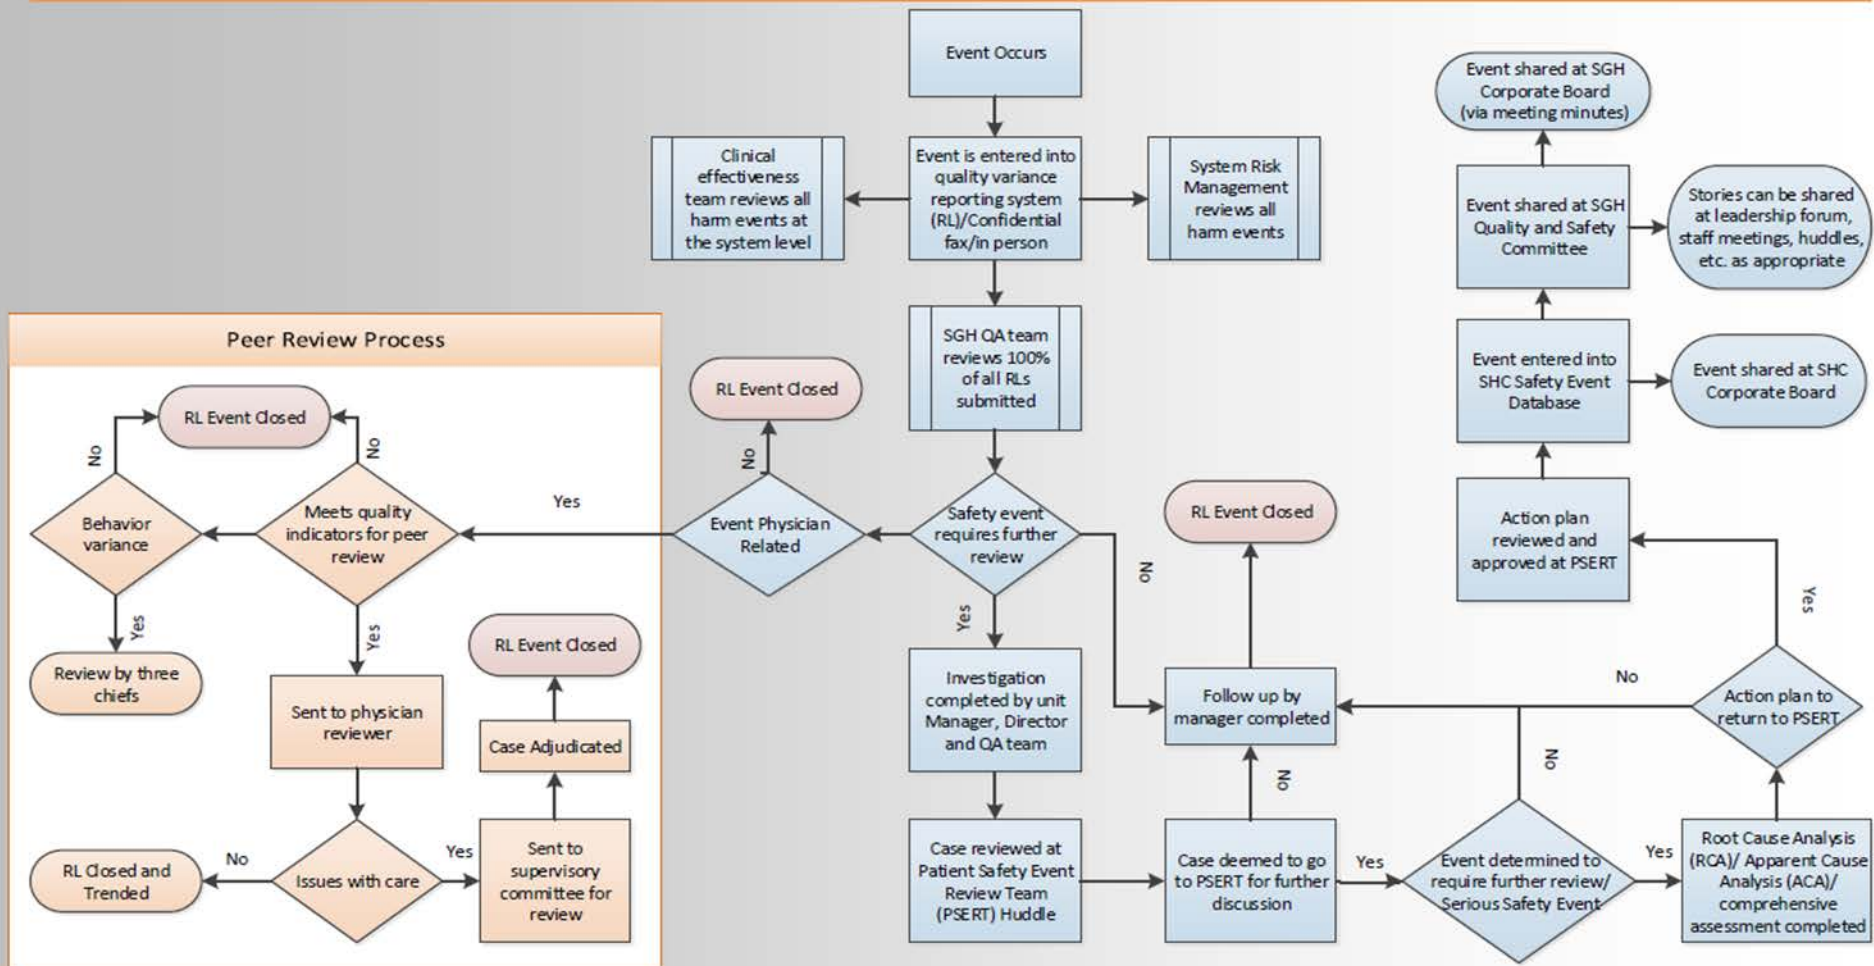 Event Occurs
Clinical
effectiveness
team reviews all
harm events at
the system level
Event is entered into
quality variance
reporting system
(RL)/Confidential
fax/in person
System Risk
Management
reviews all
harm events
SGH QA team
reviews 100%
of all RLs
submitted
Safety event
requires further
review
Event Physician
Related
No
RL Event Closed
Yes
Peer Review Process
RL Event Closed
No
No
Behavior
variance
Meets quality
indicators for peer
review
Yes
Review by three
chiefs
Yes
Sent to physician
reviewer
Issues with care
No
RL Closed and
Trended
Yes
Sent to
supervisory
committee for
review
Case Adjudicated
RL Event Closed
Yes
No
Investigation
completed by unit
Manager, Director
and QA team
Case reviewed at
Patient Safety Event
Review Team
(PSERT) Huddle
Case deemed to go
to PSERT for further
discussion
No
Follow up by
manager completed
RL Event Closed
Yes
Event determined to
require further review/
Serious Safety Event
No
Yes
Root Cause Analysis
(RCA)/ Apparent Cause
Analysis (ACA)/
comprehensive
assessment completed
Action plan to
return to PSERT
No
Yes
Action plan
reviewed and
approved at PSERT
Event entered into
SHC Safety Event
Database
Event shared at SHC
Corporate Board
Event shared at SGH
Quality and Safety
Committee
Stories can be shared
at leadership forum,
staff meetings, huddles,
etc. as appropriate
Event shared at SGH
Corporate Board
(via meeting minutes)